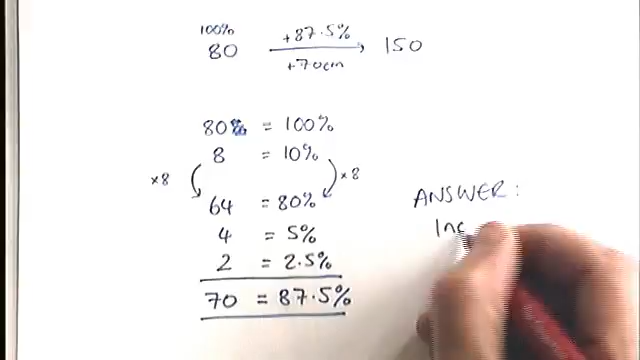 100%
80 +87.5% 150
+70cm
80 = 100%
8 = 10%
×8 ×8
64 = 80%
4 = 5%
2 = 2.5%
70 = 87.5%
ANSWER:
Inc